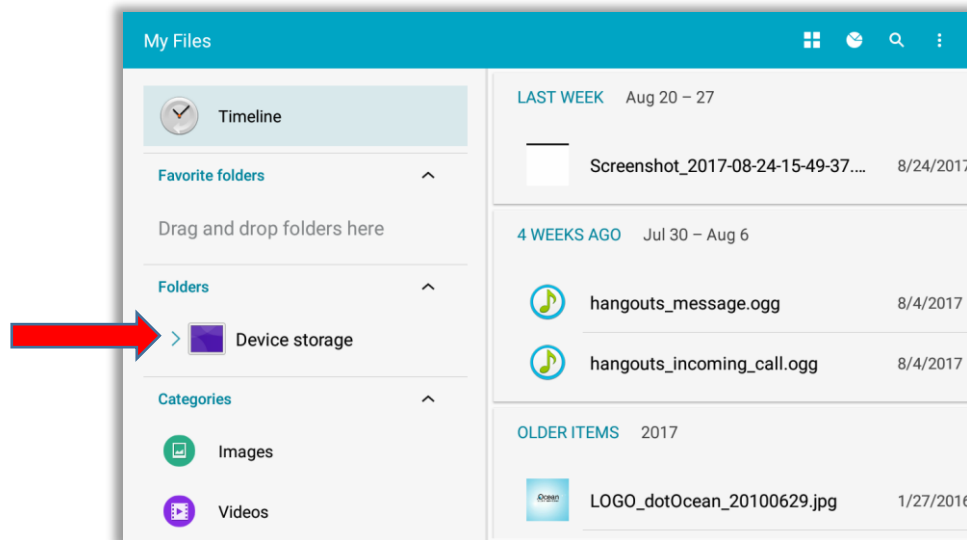 My Files
Timeline
Favorite folders
Drag and drop folders here
Folders
Device storage
Categories
Images
Videos
LAST WEEK Aug 20 – 27
Screenshot_2017-08-24-15-49-37.... 8/24/2017
4 WEEKS AGO Jul 30 – Aug 6
hangouts_message.ogg 8/4/2017
hangouts_incoming_call.ogg 8/4/2017
OLDER ITEMS 2017
Ocean
LOGO_dotOcean_20100629.jpg 1/27/2016